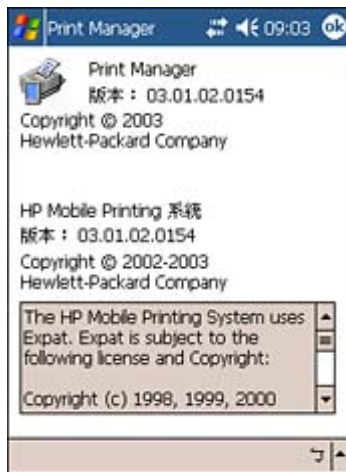 Print Manager 09:03 ok
Print Manager
版本： 03.01.02.0154
Copyright © 2003
Hewlett-Packard Company
HP Mobile Printing 系統
版本： 03.01.02.0154
Copyright © 2002-2003
Hewlett-Packard Company
The HP Mobile Printing System uses
Expat. Expat is subject to the
following license and Copyright:
Copyright (c) 1998, 1999, 2000
ㄅ